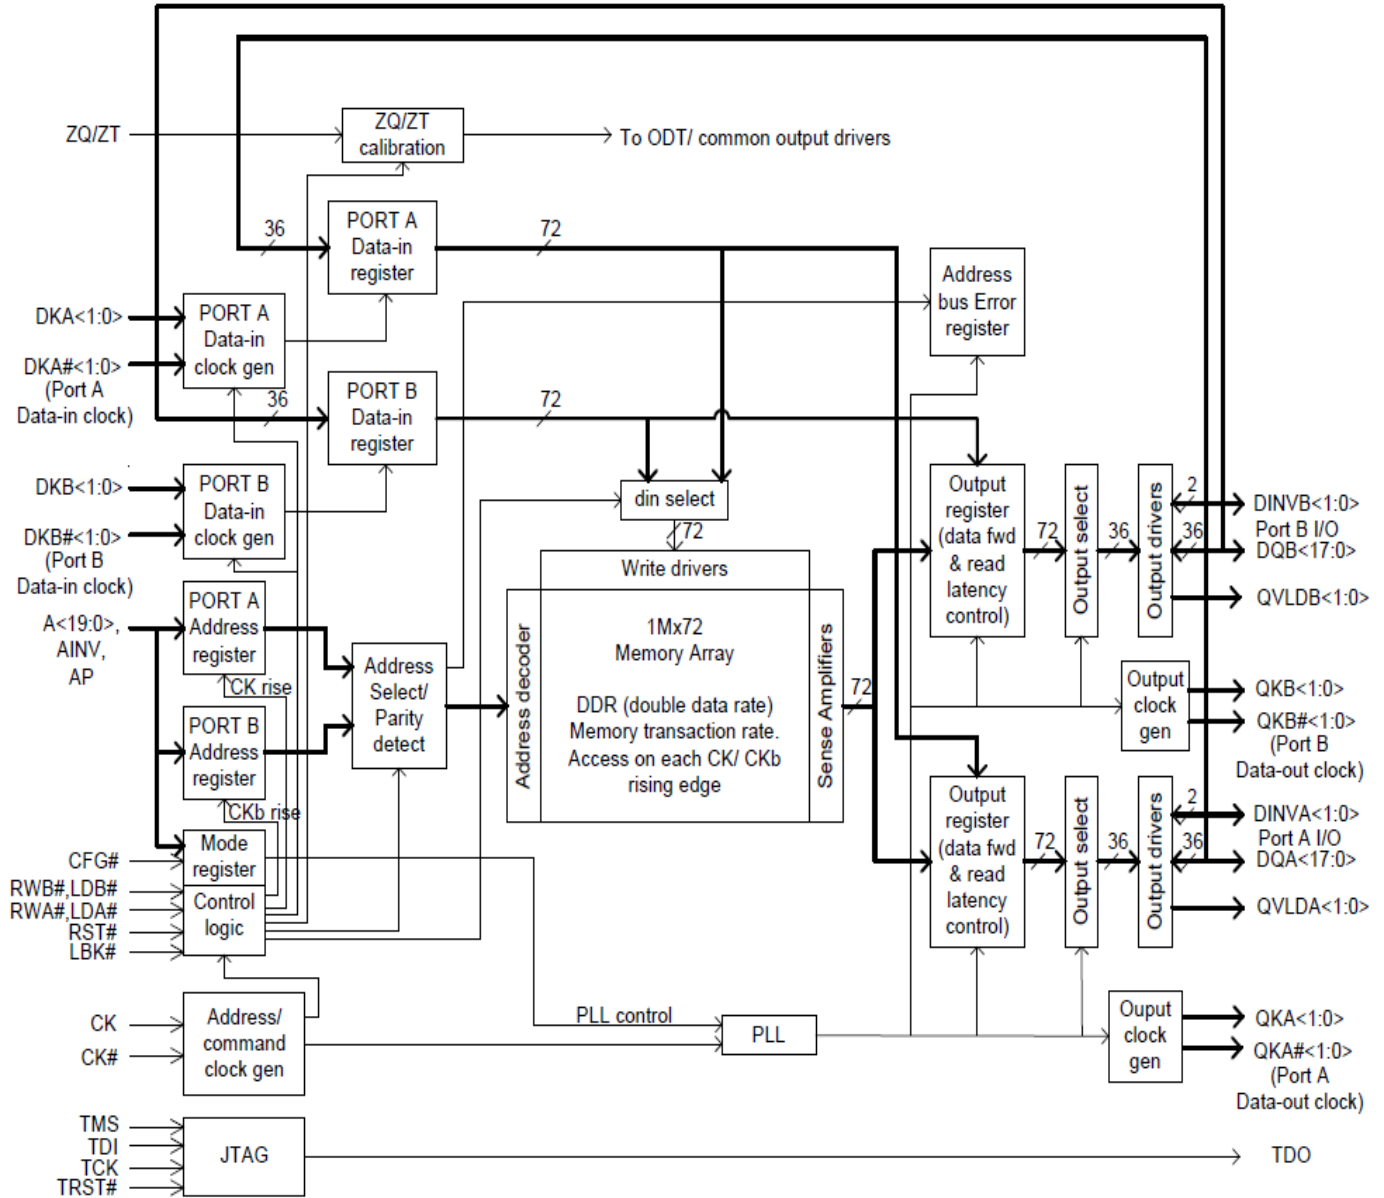 ZQ/ZT
ZQ/ZT
calibration
To ODT/ common output drivers
36
PORT A
Data-in
register
72
Address
bus Error
register
DKA<1:0>
DKA#<1:0>
(Port A
Data-in clock)
PORT A
Data-in
clock gen
36
PORT B
Data-in
register
72
DKB<1:0>
DKB#<1:0>
(Port B
Data-in clock)
PORT B
Data-in
clock gen
din select
72
Output
register
(data fwd
& read
latency
control)
72
Output select
36
Output drivers
2
36
DINVB<1:0>
Port B I/O
DQB<17:0>
QVLDB<1:0>
A<19:0>,
AINV,
AP
PORT A
Address
register
CK rise
PORT B
Address
register
CKb rise
Address
Select/
Parity
detect
Write drivers
Address decoder
1Mx72
Memory Array
DDR (double data rate)
Memory transaction rate.
Access on each CK/ CKb
rising edge
Sense Amplifiers
72
Output
clock
gen
QKB<1:0>
QKB#<1:0>
(Port B
Data-out clock)
Output
register
(data fwd
& read
latency
control)
72
Output select
36
Output drivers
2
36
DINVA<1:0>
Port A I/O
DQA<17:0>
QVLDA<1:0>
Mode
register
Control
logic
CFG#
RWB#,LDB#
RWA#,LDA#
RST#
LBK#
CK
CK#
Address/
command
clock gen
PLL control
PLL
Ouput
clock
gen
QKA<1:0>
QKA#<1:0>
(Port A
Data-out clock)
TMS
TDI
TCK
TRST#
JTAG
TDO